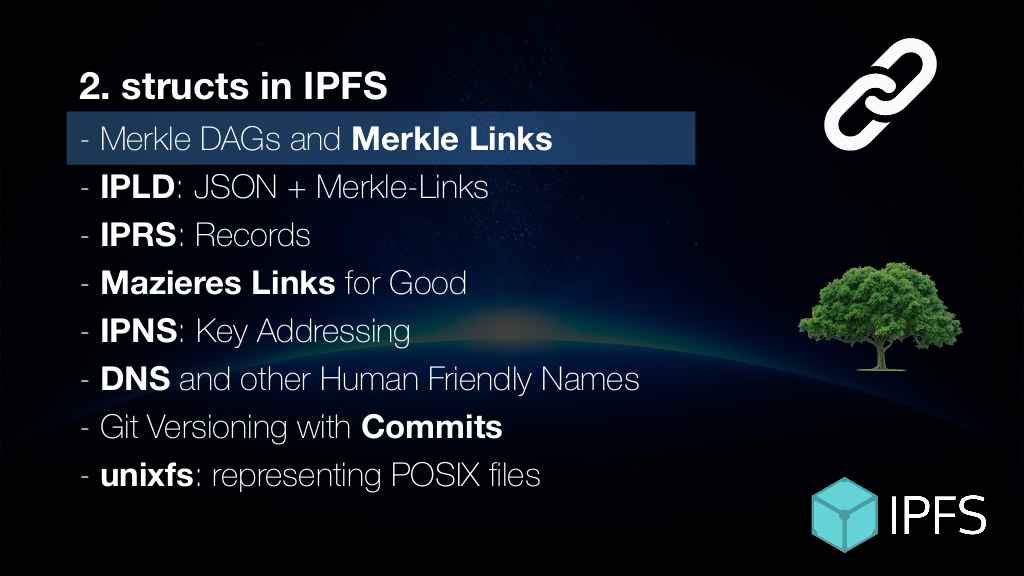 2. structs in IPFS
- Merkle DAGs and Merkle Links
- IPLD: JSON + Merkle-Links
- IPRS: Records
- Mazieres Links for Good
- IPNS: Key Addressing
- DNS and other Human Friendly Names
- Git Versioning with Commits
- unixfs: representing POSIX files
IPFS